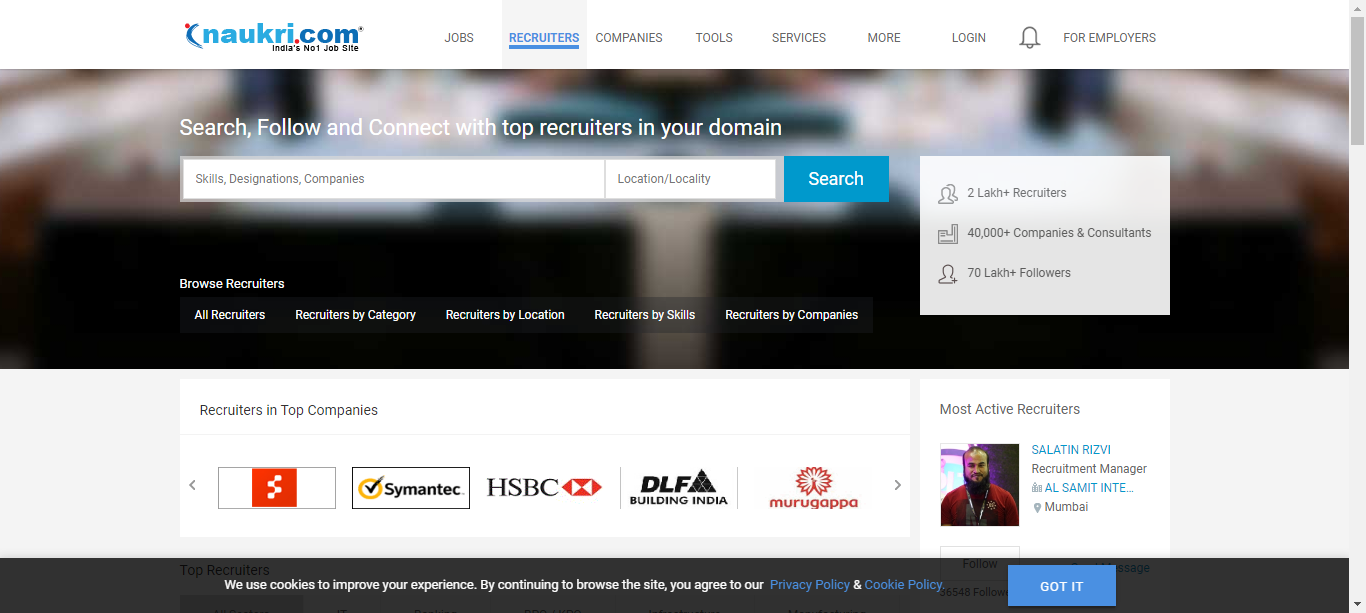 naukri.com
India's No1 Job Site
JOBS
RECRUITERS
COMPANIES
TOOLS
SERVICES
MORE
LOGIN
FOR EMPLOYERS
Search, Follow and Connect with top recruiters in your domain
Skills, Designations, Companies
Location/Locality
Search
2 Lakh+ Recruiters
40,000+ Companies & Consultants
70 Lakh+ Followers
Browse Recruiters
All Recruiters
Recruiters by Category
Recruiters by Location
Recruiters by Skills
Recruiters by Companies
Recruiters in Top Companies
Symantec
HSBC
DLF
BUILDING INDIA
murugappa
Most Active Recruiters
SALATIN RIZVI
Recruitment Manager
AL SAMIT INTE...
Mumbai
Follow
Top Recruiters
We use cookies to improve your experience. By continuing to browse the site, you agree to our Privacy Policy & Cookie Policy.
GOT IT